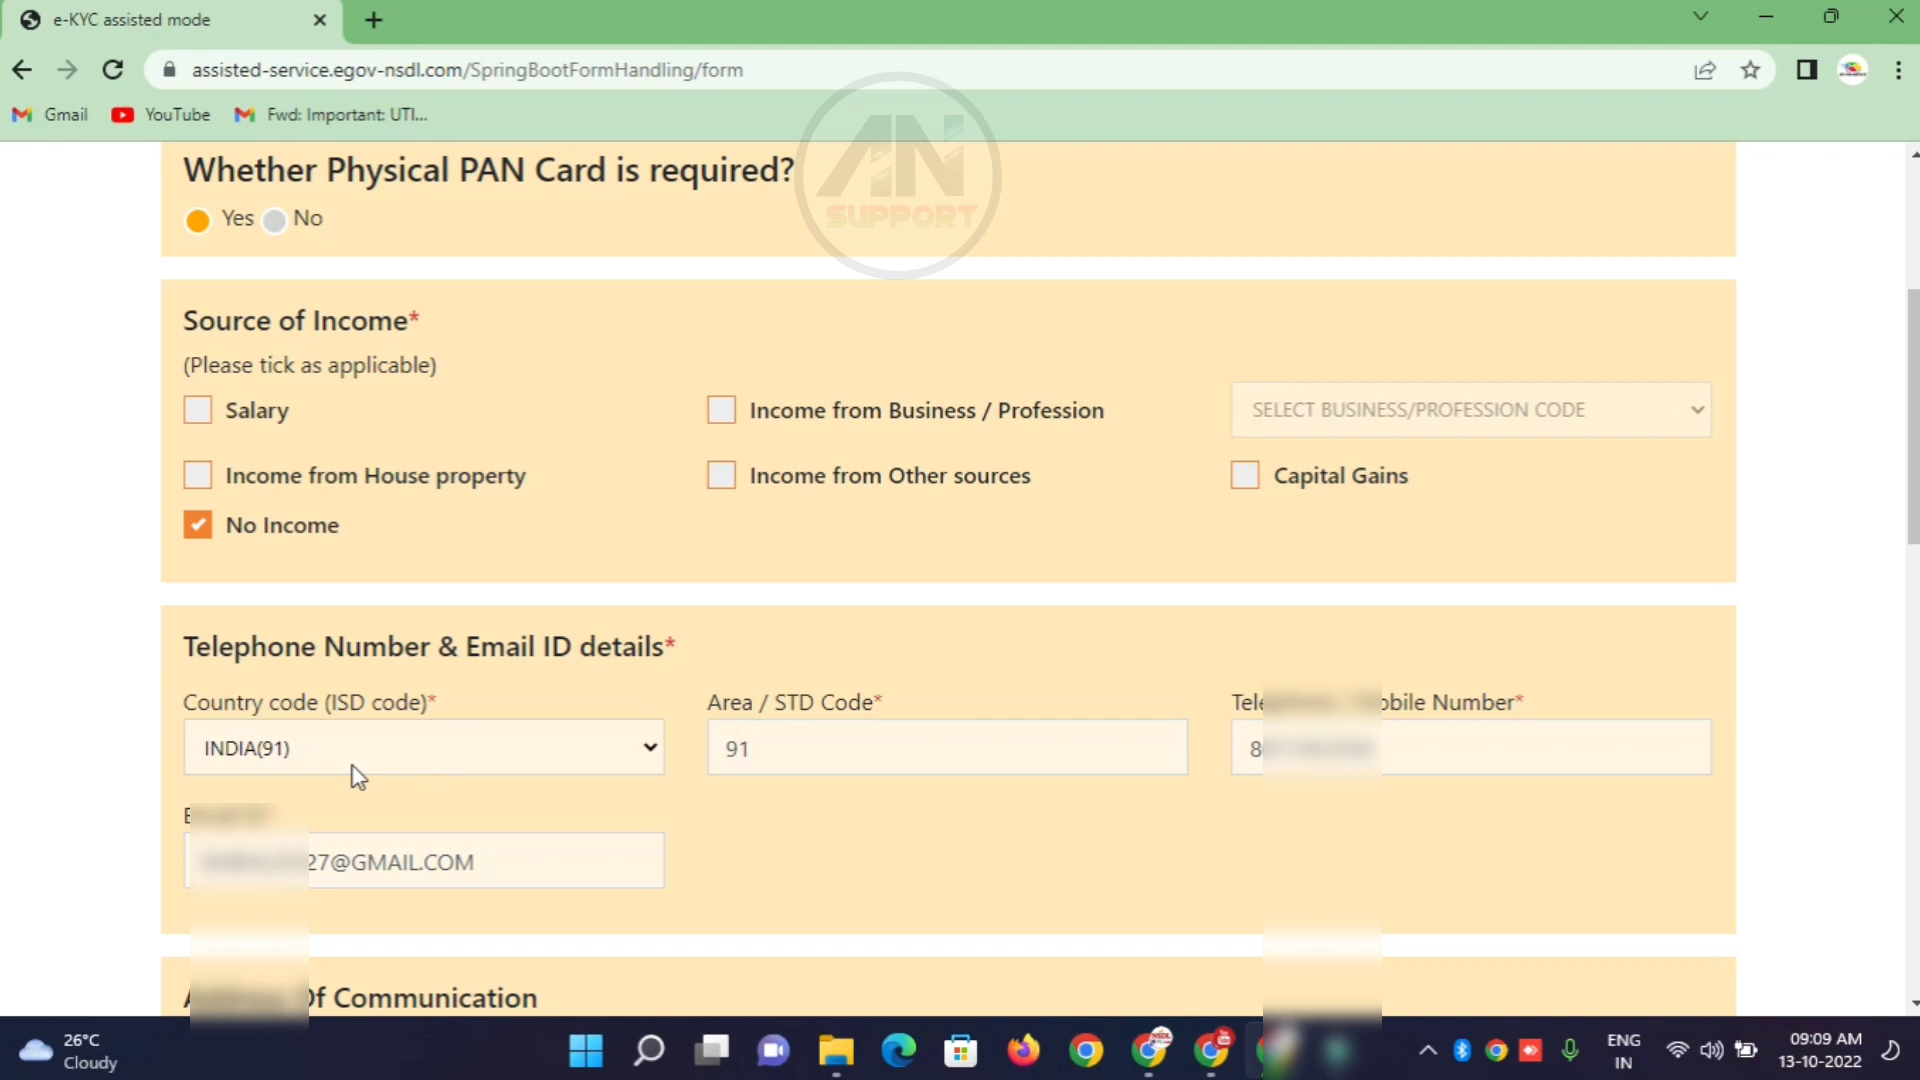 e-KYC assisted mode
assisted-service.egov-nsdl.com/SpringBootFormHandling/form
Gmail YouTube Fwd: Important: UTI...
AN
SUPPORT
Whether Physical PAN Card is required?
Yes No
Source of Income*
(Please tick as applicable)
Salary Income from Business / Profession SELECT BUSINESS/PROFESSION CODE
Income from House property Income from Other sources Capital Gains
No Income
Telephone Number & Email ID details*
Country code (ISD code)* Area / STD Code* Number*
INDIA(91) 91
27@GMAIL.COM
Of Communication
26°C
Cloudy
ENG
IN
09:09 AM
13-10-2022